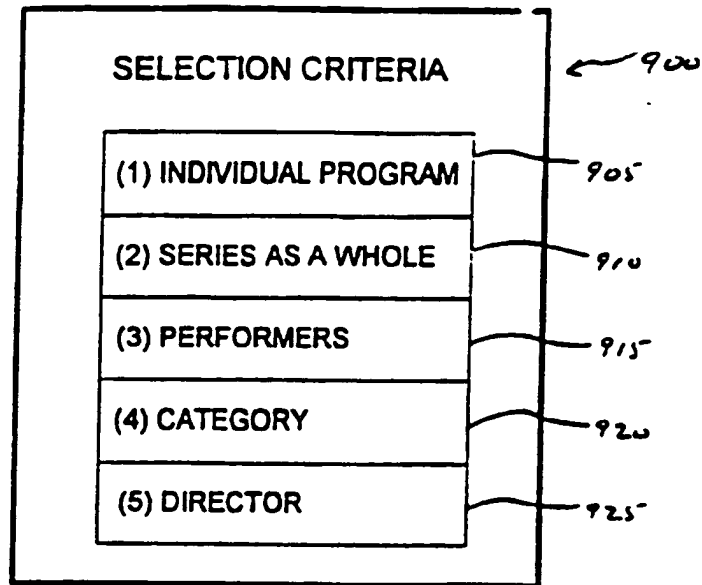 SELECTION CRITERIA
900
(1) INDIVIDUAL PROGRAM
905
(2) SERIES AS A WHOLE
910
(3) PERFORMERS
915
(4) CATEGORY
920
(5) DIRECTOR
925